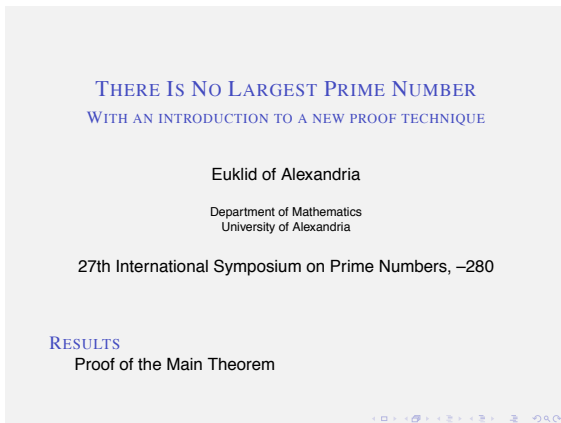 THERE IS NO LARGEST PRIME NUMBER
WITH AN INTRODUCTION TO A NEW PROOF TECHNIQUE
Euklid of Alexandria
Department of Mathematics
University of Alexandria
27th International Symposium on Prime Numbers, –280
RESULTS
Proof of the Main Theorem